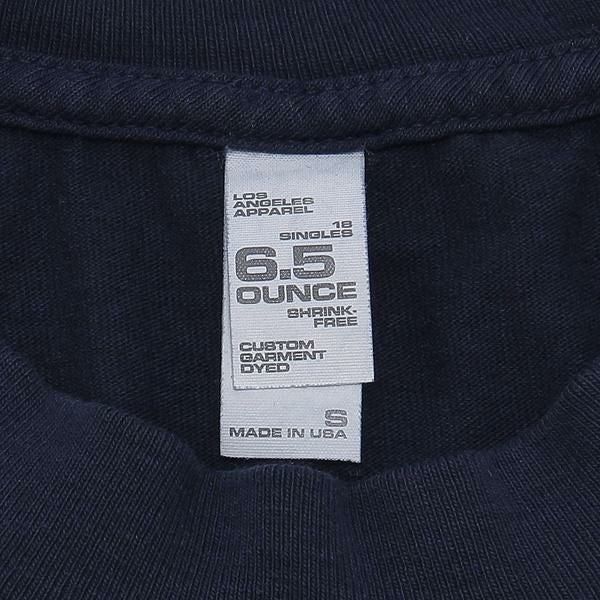 LOS
ANGELES
APPAREL
18
SINGLES
6.5
OUNCE
SHRINK-
FREE
CUSTOM
GARMENT
DYED
S
MADE IN USA